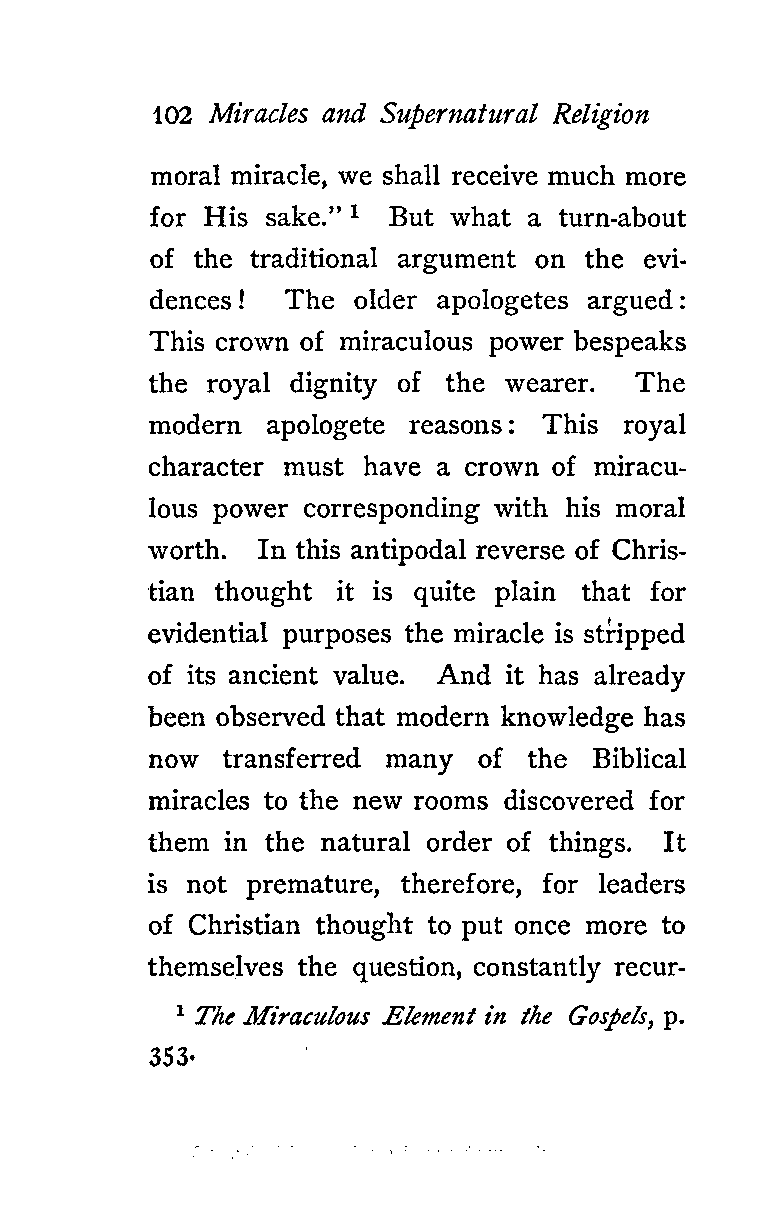 102 Miracles and Supernatural Religion
moral miracle, we shall receive much more
for His sake." 1 But what a turn-about
of the traditional argument on the evi-
dences! The older apologetes argued:
This crown of miraculous power bespeaks
the royal dignity of the wearer. The
modern apologete reasons: This royal
character must have a crown of miracu-
lous power corresponding with his moral
worth. In this antipodal reverse of Chris-
tian thought it is quite plain that for
evidential purposes the miracle is stripped
of its ancient value. And it has already
been observed that modern knowledge has
now transferred many of the Biblical
miracles to the new rooms discovered for
them in the natural order of things. It
is not premature, therefore, for leaders
of Christian thought to put once more to
themselves the question, constantly recur-
1 The Miraculous Element in the Gospels, p.
353.